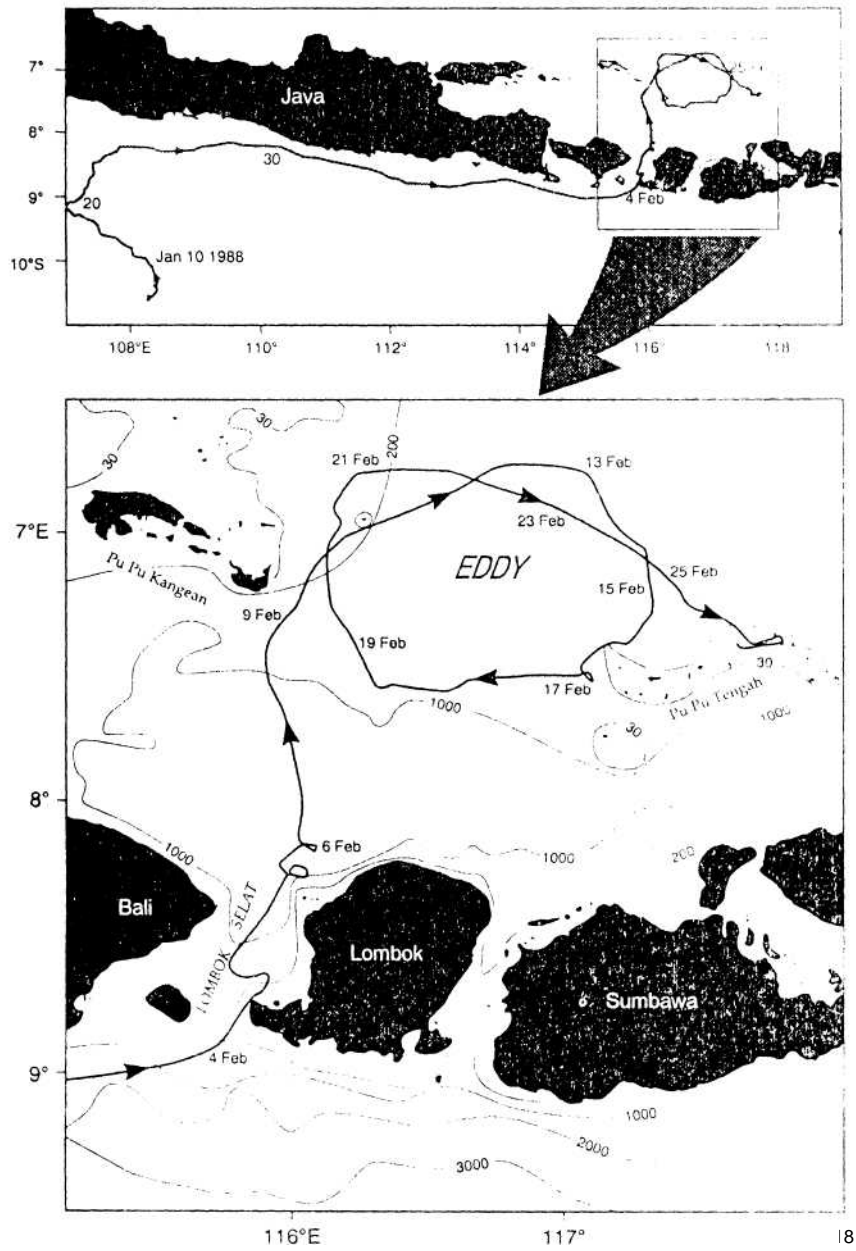 7°
Java
8°
30
20
9°
4 Feb
Jan 10 1988
10°S
108°E 110° 112° 114° 116° 118
30
200
30
21 Feb
13 Feb
7°E
23 Feb
EDDY
Pu Pu Kangean
25 Feb
9 Feb
15 Feb
19 Feb
30
17 Feb
1000
Pu Pu Tengah
1000
30
8°
6 Feb
1000
1000
200
Bali
LOMBOK SELAT
Lombok
Sumbawa
4 Feb
9°
1000
2000
3000
116°E 117° 8